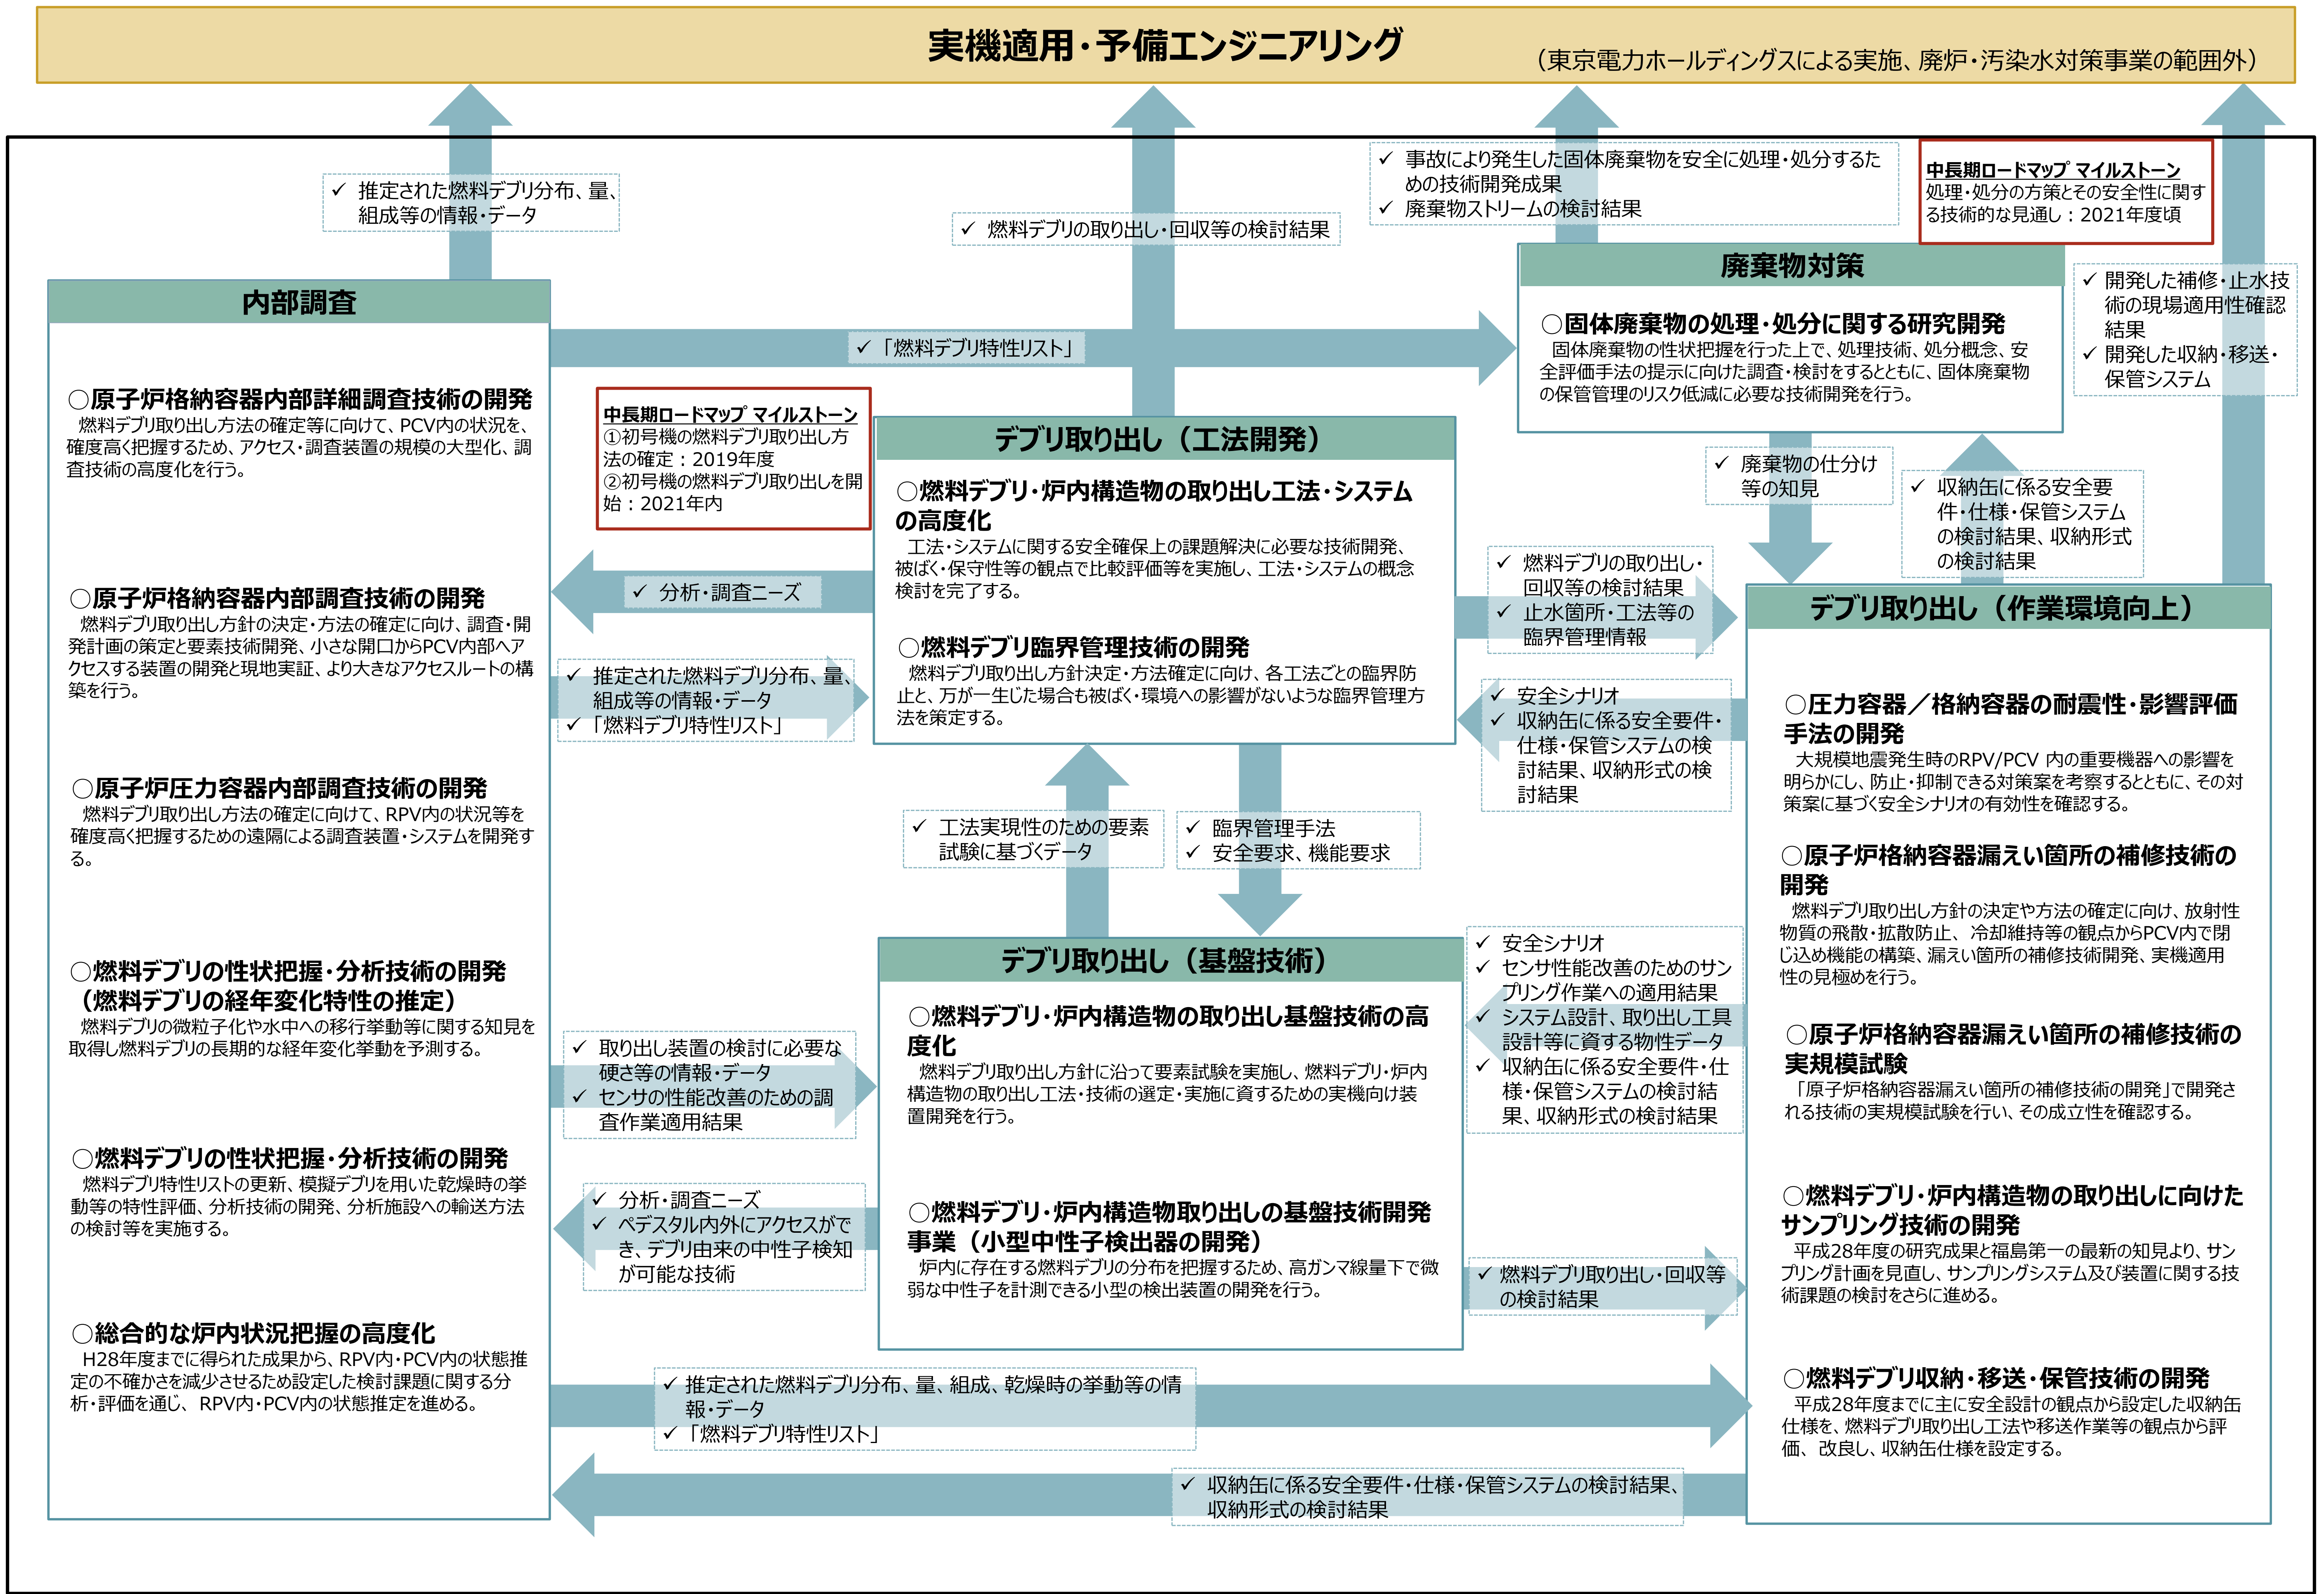 実機適用・予備エンジニアリング
（東京電力ホールディングスによる実施、廃炉・汚染水対策事業の範囲外）
✓ 推定された燃料デブリ分布、量、
組成等の情報・データ
✓ 燃料デブリの取り出し・回収等の検討結果
✓ 事故により発生した固体廃棄物を安全に処理・処分するた
めの技術開発成果
✓ 廃棄物ストリームの検討結果
中長期ロードマップ マイルストーン
処理・処分の方策とその安全性に関す
る技術的な見通し：2021年度頃
✓ 開発した補修・止水技
術の現場適用性確認
結果
✓ 開発した収納・移送・
保管システム
内部調査
○原子炉格納容器内部詳細調査技術の開発
燃料デブリ取り出し方法の確定等に向けて、PCV内の状況を、
確度高く把握するため、アクセス・調査装置の規模の大型化、調
査技術の高度化を行う。
○原子炉格納容器内部調査技術の開発
燃料デブリ取り出し方針の決定・方法の確定に向け、調査・開
発計画の策定と要素技術開発、小さな開口からPCV内部へア
クセスする装置の開発と現地実証、より大きなアクセスルートの構
築を行う。
○原子炉圧力容器内部調査技術の開発
燃料デブリ取り出し方法の確定に向けて、RPV内の状況等を
確度高く把握するための遠隔による調査装置・システムを開発す
る。
○燃料デブリの性状把握・分析技術の開発
（燃料デブリの経年変化特性の推定）
燃料デブリの微粒子化や水中への移行挙動等に関する知見を
取得し燃料デブリの長期的な経年変化挙動を予測する。
○燃料デブリの性状把握・分析技術の開発
燃料デブリ特性リストの更新、模擬デブリを用いた乾燥時の挙
動等の特性評価、分析技術の開発、分析施設への輸送方法
の検討等を実施する。
○総合的な炉内状況把握の高度化
H28年度までに得られた成果から、RPV内・PCV内の状態推
定の不確かさを減少させるため設定した検討課題に関する分
析・評価を通じ、RPV内・PCV内の状態推定を進める。
✓ 「燃料デブリ特性リスト」
中長期ロードマップ マイルストーン
①初号機の燃料デブリ取り出し方
法の確定：2019年度
②初号機の燃料デブリ取り出しを開
始：2021年内
✓ 分析・調査ニーズ
✓ 推定された燃料デブリ分布、量、
組成等の情報・データ
✓ 「燃料デブリ特性リスト」
デブリ取り出し（工法開発）
○燃料デブリ・炉内構造物の取り出し工法・システム
の高度化
工法・システムに関する安全確保上の課題解決に必要な技術開発、
被ばく・保守性等の観点で比較評価等を実施し、工法・システムの概念
検討を完了する。
○燃料デブリ臨界管理技術の開発
燃料デブリ取り出し方針決定・方法確定に向け、各工法ごとの臨界防
止と、万が一生じた場合も被ばく・環境への影響がないような臨界管理方
法を策定する。
廃棄物対策
○固体廃棄物の処理・処分に関する研究開発
固体廃棄物の性状把握を行った上で、処理技術、処分概念、安
全評価手法の提示に向けた調査・検討をするとともに、固体廃棄物
の保管管理のリスク低減に必要な技術開発を行う。
✓ 廃棄物の仕分け
等の知見
✓ 収納缶に係る安全要
件・仕様・保管システム
の検討結果、収納形式
の検討結果
✓ 燃料デブリの取り出し・
回収等の検討結果
✓ 止水箇所・工法等の
臨界管理情報
✓ 安全シナリオ
✓ 収納缶に係る安全要件・
仕様・保管システムの検
討結果、収納形式の検
討結果
✓ 工法実現性のための要素
試験に基づくデータ
✓ 臨界管理手法
✓ 安全要求、機能要求
デブリ取り出し（基盤技術）
○燃料デブリ・炉内構造物の取り出し基盤技術の高
度化
燃料デブリ取り出し方針に沿って要素試験を実施し、燃料デブリ・炉内
構造物の取り出し工法・技術の選定・実施に資するための実機向け装
置開発を行う。
○燃料デブリ・炉内構造物取り出しの基盤技術開発
事業（小型中性子検出器の開発）
炉内に存在する燃料デブリの分布を把握するため、高ガンマ線量下で微
弱な中性子を計測できる小型の検出装置の開発を行う。
✓ 取り出し装置の検討に必要な
硬さ等の情報・データ
✓ センサの性能改善のための調
査作業適用結果
✓ 分析・調査ニーズ
✓ ペデスタル内外にアクセスがで
き、デブリ由来の中性子検知
が可能な技術
✓ 安全シナリオ
✓ センサ性能改善のためのサン
プリング作業への適用結果
✓ システム設計、取り出し工具
設計等に資する物性データ
✓ 収納缶に係る安全要件・仕
様・保管システムの検討結
果、収納形式の検討結果
✓ 燃料デブリ取り出し・回収等
の検討結果
デブリ取り出し（作業環境向上）
○圧力容器／格納容器の耐震性・影響評価
手法の開発
大規模地震発生時のRPV/PCV 内の重要機器への影響を
明らかにし、防止・抑制できる対策案を考察するとともに、その対
策案に基づく安全シナリオの有効性を確認する。
○原子炉格納容器漏えい箇所の補修技術の
開発
燃料デブリ取り出し方針の決定や方法の確定に向け、放射性
物質の飛散・拡散防止、冷却維持等の観点からPCV内で閉
じ込め機能の構築、漏えい箇所の補修技術開発、実機適用
性の見極めを行う。
○原子炉格納容器漏えい箇所の補修技術の
実規模試験
「原子炉格納容器漏えい箇所の補修技術の開発」で開発さ
れる技術の実規模試験を行い、その成立性を確認する。
○燃料デブリ・炉内構造物の取り出しに向けた
サンプリング技術の開発
平成28年度の研究成果と福島第一の最新の知見より、サン
プリング計画を見直し、サンプリングシステム及び装置に関する技
術課題の検討をさらに進める。
○燃料デブリ収納・移送・保管技術の開発
平成28年度までに主に安全設計の観点から設定した収納缶
仕様を、燃料デブリ取り出し工法や移送作業等の観点から評
価、改良し、収納缶仕様を設定する。
✓ 推定された燃料デブリ分布、量、組成、乾燥時の挙動等の情
報・データ
✓ 「燃料デブリ特性リスト」
✓ 収納缶に係る安全要件・仕様・保管システムの検討結果、
収納形式の検討結果